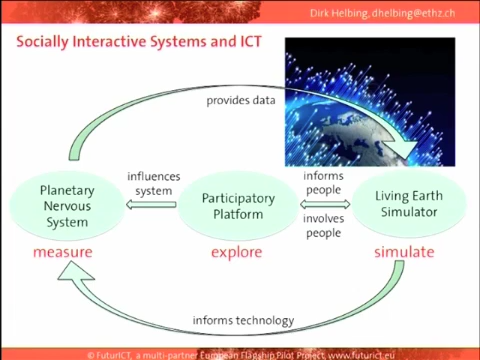 Dirk Helbing, dhelbing@ethz.ch
Socially Interactive Systems and ICT
provides data
influences
system
informs
people
Planetary
Nervous
System
Participatory
Platform
Living Earth
Simulator
involves
people
measure
explore
simulate
informs technology
© FuturICT, a multi-partner European Flagship Pilot Project, www.futurict.eu